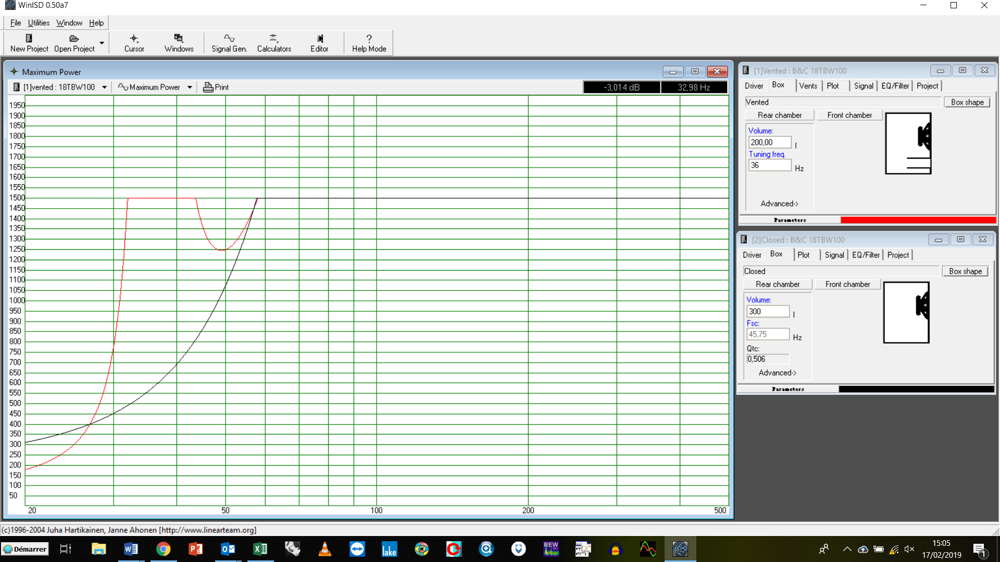 WinISD 0.50a7
File Utilities Window Help
New Project Open Project Cursor Windows Signal Gen. Calculators Editor Help Mode
Maximum Power
[1]vented : 18TBW100 Maximum Power Print -3,014 dB 32,98 Hz
1950
1900
1850
1800
1750
1700
1650
1600
1550
1500
1450
1400
1350
1300
1250
1200
1150
1100
1050
1000
950
900
850
800
750
700
650
600
550
500
450
400
350
300
250
200
150
100
50
20 50 100 200 500
[1]Vented : B&C 18TBW100
Driver Box Vents Plot Signal EQ/Filter Project
Vented Box shape
Rear chamber Front chamber
Volume:
200,00 l
Tuning freq.
36 Hz
Advanced->
Parameters
[2]Closed : B&C 18TBW100
Driver Box Plot Signal EQ/Filter Project
Closed Box shape
Rear chamber Front chamber
Volume:
300 l
Fsc:
45,75 Hz
Qtc:
0,506
Advanced->
Parameters
(c)1996-2004 Juha Hartikainen, Janne Ahonen [http://www.linearteam.org]
Démarrer
lake
REW
15:05
17/02/2019
1